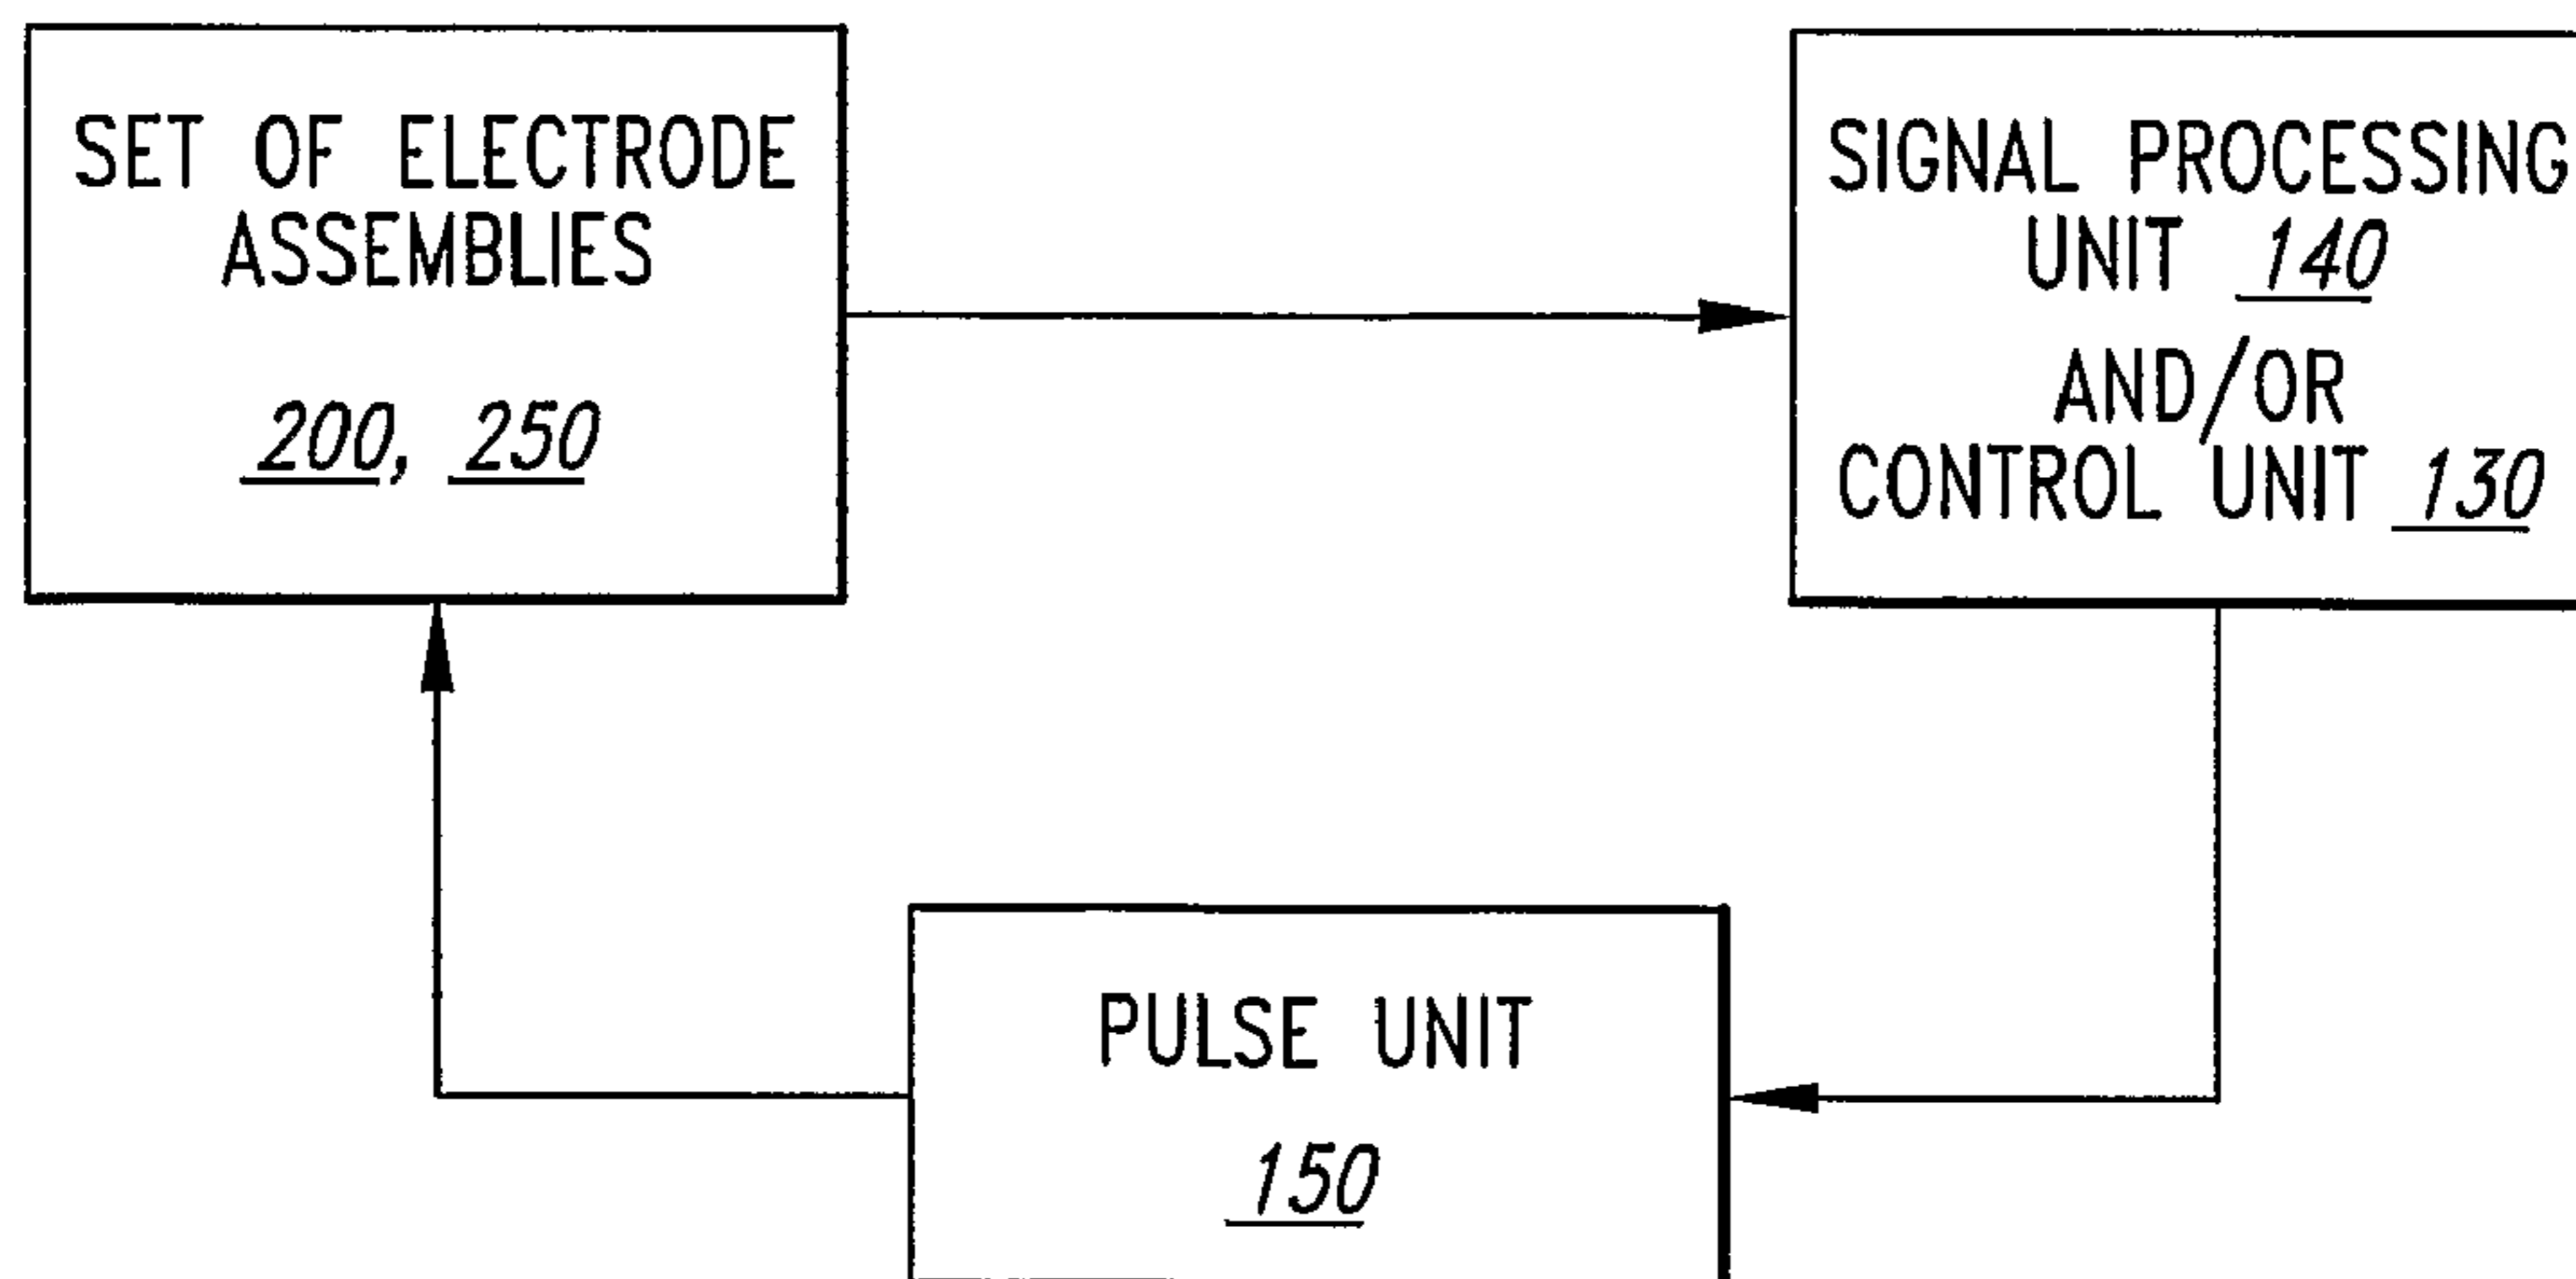 SET OF ELECTRODE
ASSEMBLIES
200, 250
SIGNAL PROCESSING
UNIT 140
AND/OR
CONTROL UNIT 130
PULSE UNIT
150